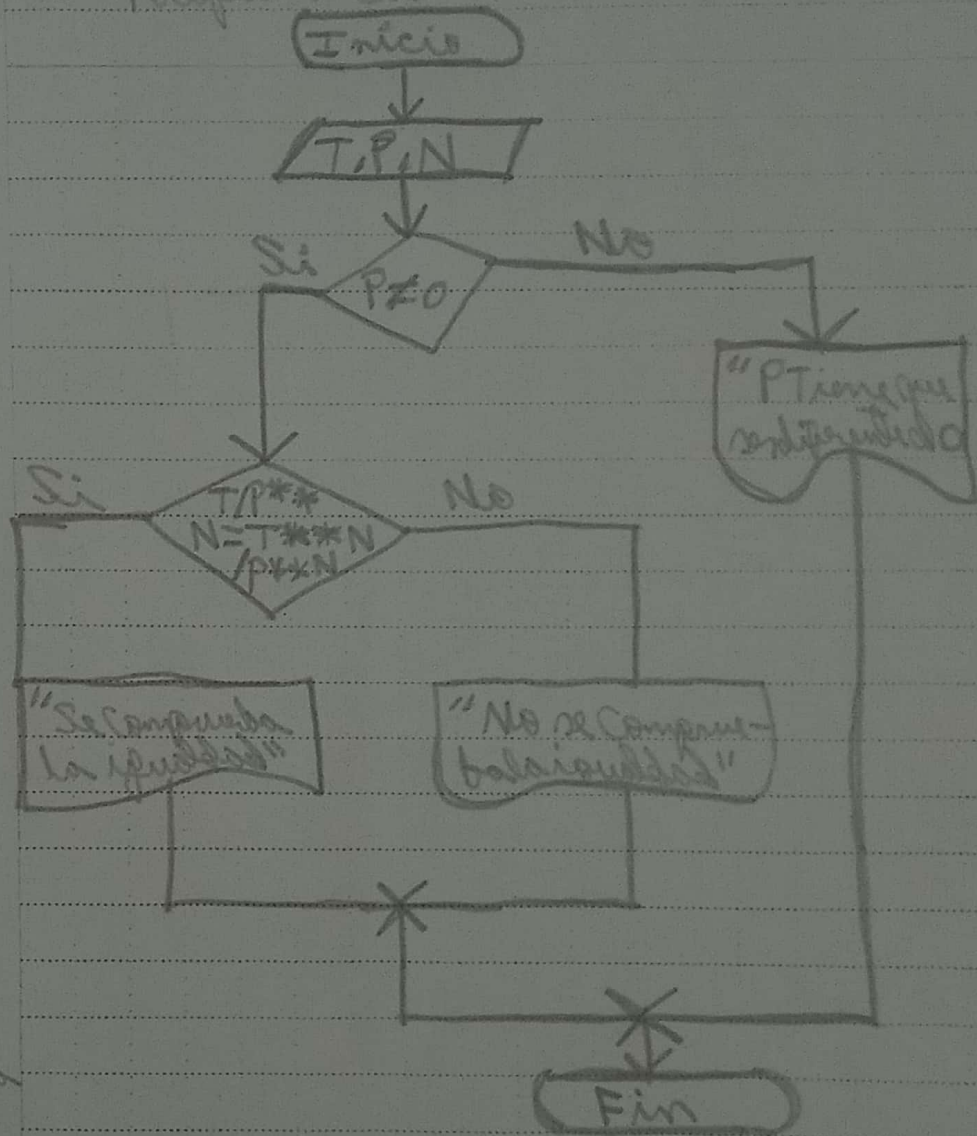 Inicio
T,P,N
Si
No
P≠0
"P Tiene que
ser diferente de 0
Si
No
T/P**
N=T**N
/P**N
"Se comprueba
la igualdad"
"No se comprue-
ba la igualdad"
Fin